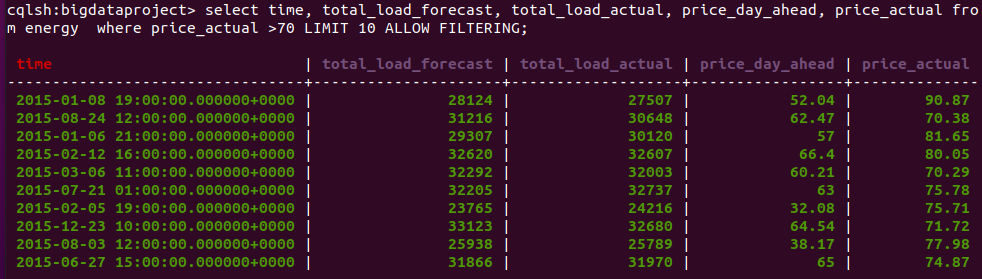 cqlsh:bigdataproject> select time, total_load_forecast, total_load_actual, price_day_ahead, price_actual fro
m energy  where price_actual >70 LIMIT 10 ALLOW FILTERING;
time | total_load_forecast | total_load_actual | price_day_ahead | price_actual
---------------------------------+---------------------+-------------------+-----------------+--------------
2015-01-08 19:00:00.000000+0000 | 28124 | 27507 | 52.04 | 90.87
2015-08-24 12:00:00.000000+0000 | 31216 | 30648 | 62.47 | 70.38
2015-01-06 21:00:00.000000+0000 | 29307 | 30120 | 57 | 81.65
2015-02-12 16:00:00.000000+0000 | 32620 | 32607 | 66.4 | 80.05
2015-03-06 11:00:00.000000+0000 | 32292 | 32003 | 60.21 | 70.29
2015-07-21 01:00:00.000000+0000 | 32205 | 32737 | 63 | 75.78
2015-02-05 19:00:00.000000+0000 | 23765 | 24216 | 32.08 | 75.71
2015-12-23 10:00:00.000000+0000 | 33123 | 32680 | 64.54 | 71.72
2015-08-03 12:00:00.000000+0000 | 25938 | 25789 | 38.17 | 77.98
2015-06-27 15:00:00.000000+0000 | 31866 | 31970 | 65 | 74.87